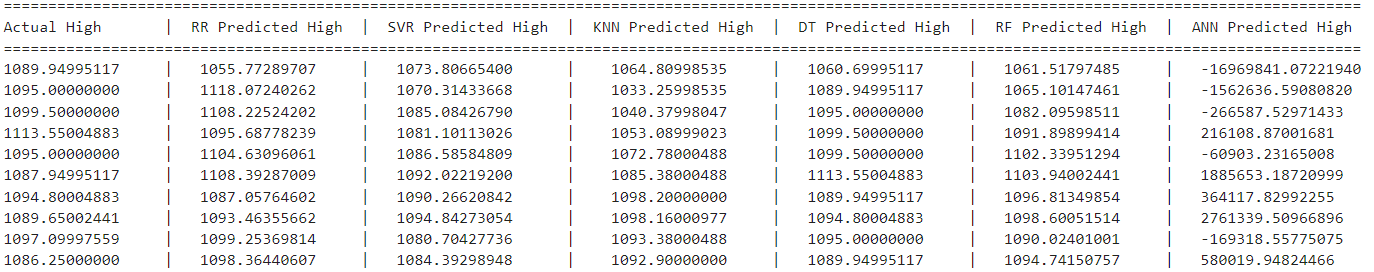 Actual High | RR Predicted High | SVR Predicted High | KNN Predicted High | DT Predicted High | RF Predicted High | ANN Predicted High
1089.94995117 | 1055.77289707 | 1073.80665400 | 1064.80998535 | 1060.69995117 | 1061.51797485 | -16969841.07221940
1095.00000000 | 1118.07240262 | 1070.31433668 | 1033.25998535 | 1089.94995117 | 1065.10147461 | -1562636.59080820
1099.50000000 | 1108.22524202 | 1085.08426790 | 1040.37998047 | 1095.00000000 | 1082.09598511 | -266587.52971433
1113.55004883 | 1095.68778239 | 1081.10113026 | 1053.08999023 | 1099.50000000 | 1091.89899414 | 216108.87001681
1095.00000000 | 1104.63096061 | 1086.58584809 | 1072.78000488 | 1099.50000000 | 1102.33951294 | -60903.23165008
1087.94995117 | 1108.39287009 | 1092.02219200 | 1085.38000488 | 1113.55004883 | 1103.94002441 | 1885653.18720999
1094.80004883 | 1087.05764602 | 1090.26620842 | 1098.20000000 | 1089.94995117 | 1096.81349854 | 364117.82992255
1089.65002441 | 1093.46355662 | 1094.84273054 | 1098.16000977 | 1094.80004883 | 1098.60051514 | 2761339.50966896
1097.09997559 | 1099.25369814 | 1080.70427736 | 1093.38000488 | 1095.00000000 | 1090.02401001 | -169318.55775075
1086.25000000 | 1098.36440607 | 1084.39298948 | 1092.90000000 | 1089.94995117 | 1094.74150757 | 580019.94824466